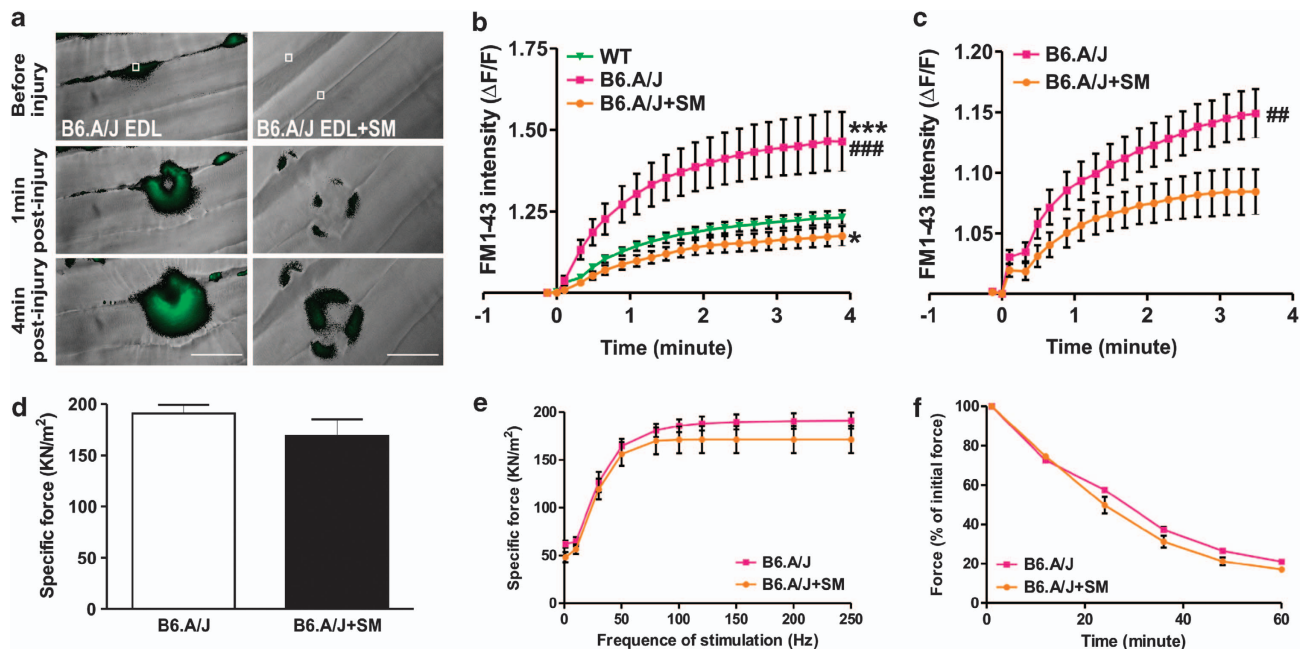 a
Before injury
B6.A/J EDL
B6.A/J EDL+SM
1min post-injury
4min post-injury
b
FM1-43 intensity (ΔF/F)
1.75
1.50
1.25
WT
B6.A/J
B6.A/J+SM
***
###
*
-1 0 1 2 3 4
Time (minute)
c
FM1-43 intensity (ΔF/F)
1.20
1.15
1.10
1.05
B6.A/J
B6.A/J+SM
##
-1 0 1 2 3 4
Time (minute)
d
Specific force (KN/m²)
200
150
100
50
0
B6.A/J B6.A/J+SM
e
Specific force (KN/m²)
200
150
100
50
0
B6.A/J
B6.A/J+SM
0 50 100 150 200 250
Frequence of stimulation (Hz)
f
Force (% of initial force)
100
80
60
40
20
0
B6.A/J
B6.A/J+SM
0 20 40 60
Time (minute)